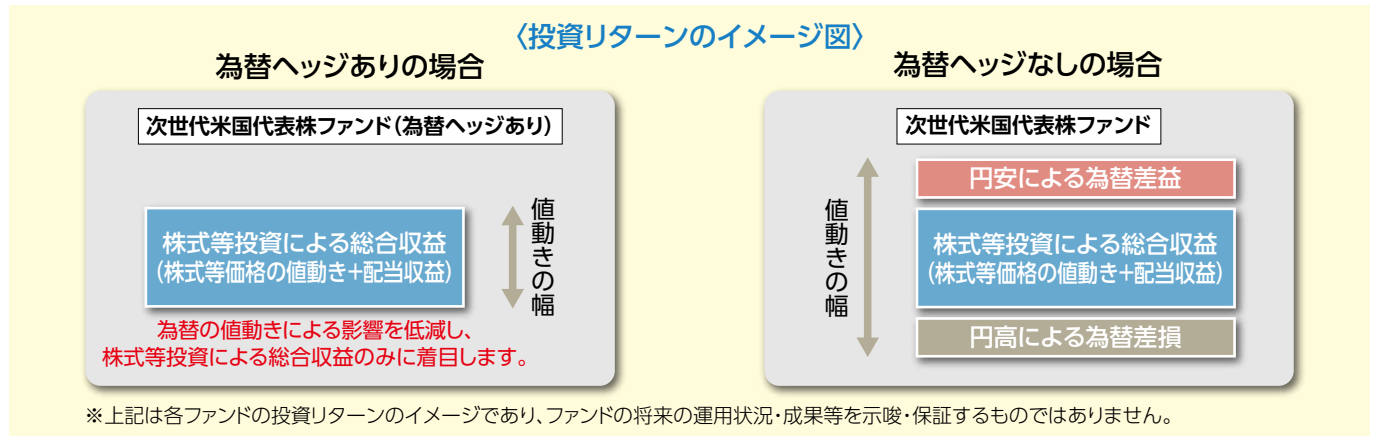 〈投資リターンのイメージ図〉
為替ヘッジありの場合
次世代米国代表株ファンド(為替ヘッジあり)
株式等投資による総合収益
(株式等価格の値動き+配当収益)
値動きの幅
為替の値動きによる影響を低減し、
株式等投資による総合収益のみに着目します。
為替ヘッジなしの場合
次世代米国代表株ファンド
値動きの幅
円安による為替差益
株式等投資による総合収益
(株式等価格の値動き+配当収益)
円高による為替差損
※上記は各ファンドの投資リターンのイメージであり、ファンドの将来の運用状況・成果等を示唆・保証するものではありません。